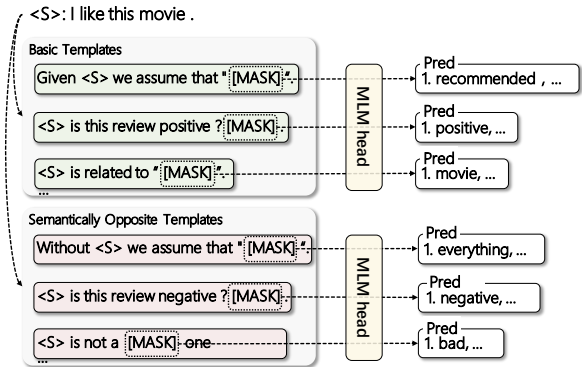 <S>: I like this movie .
Basic Templates
Given <S> we assume that " [MASK] ".
Pred
1. recommended , ...
<S> is this review positive ? [MASK] .
Pred
1. positive, ...
<S> is related to " [MASK] ".
Pred
1. movie, ...
...
MLM head
Semantically Opposite Templates
Without <S> we assume that " [MASK] ".
Pred
1. everything, ...
<S> is this review negative ? [MASK] .
Pred
1. negative, ...
<S> is not a [MASK] one
Pred
1. bad, ...
...
MLM head